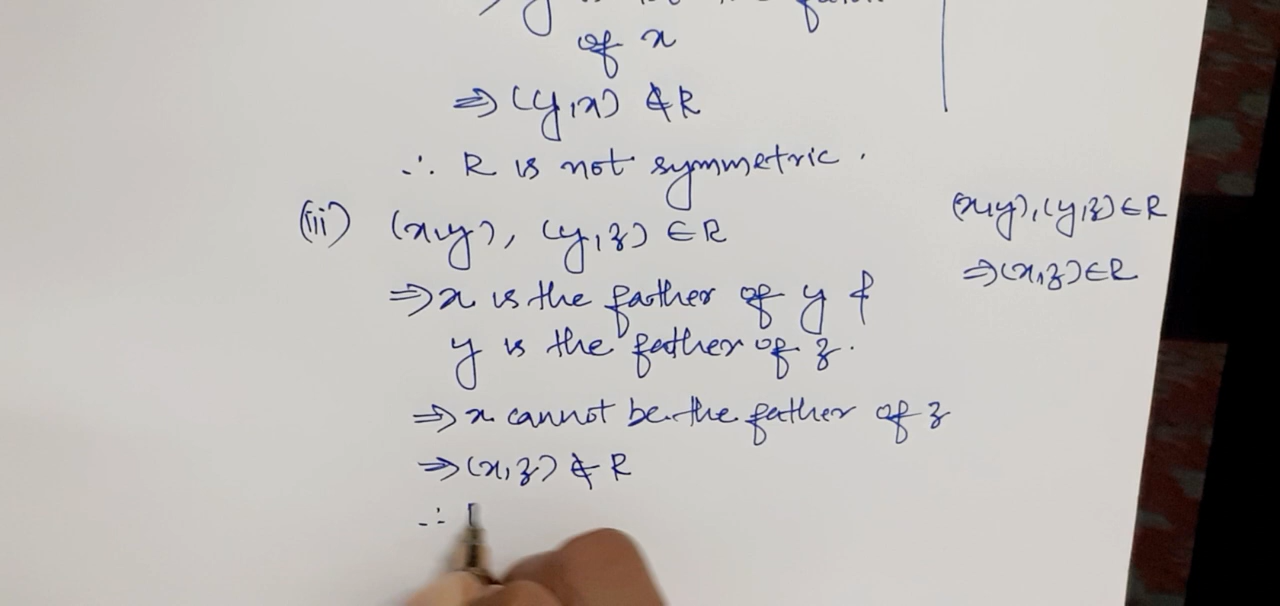 of x
⇒ (y,x) ∉ R
∴ R is not symmetric.
(iii) (x,y), (y,z) ∈ R
⇒ x is the father of y &
y is the father of z.
⇒ x cannot be the father of z
⇒ (x,z) ∉ R
∴
(x,y), (y,z) ∈ R
⇒ (x,z) ∈ R